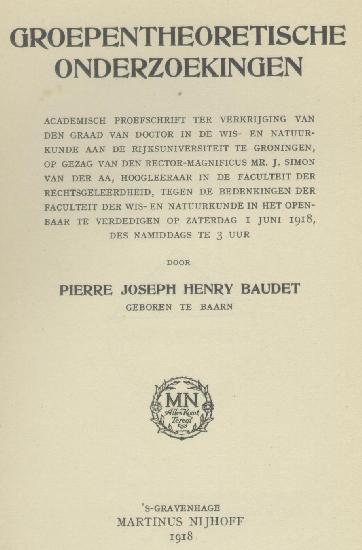 GROEPENTHEORETISCHE
ONDERZOEKINGEN
ACADEMISCH PROEFSCHRIFT TER VERKRIJGING VAN
DEN GRAAD VAN DOCTOR IN DE WIS- EN NATUUR-
KUNDE AAN DE RIJKSUNIVERSITEIT TE GRONINGEN,
OP GEZAG VAN DEN RECTOR-MAGNIFICUS MR. J. SIMON
VAN DER AA, HOOGLEERAAR IN DE FACULTEIT DER
RECHTSGELEERDHEID, TEGEN DE BEDENKINGEN DER
FACULTEIT DER WIS- EN NATUURKUNDE IN HET OPEN-
BAAR TE VERDEDIGEN OP ZATERDAG 1 JUNI 1918,
DES NAMIDDAGS TE 3 UUR
DOOR
PIERRE JOSEPH HENRY BAUDET
GEBOREN TE BAARN
MN
Alles Komt
Teregt
'S-GRAVENHAGE
MARTINUS NIJHOFF
1918